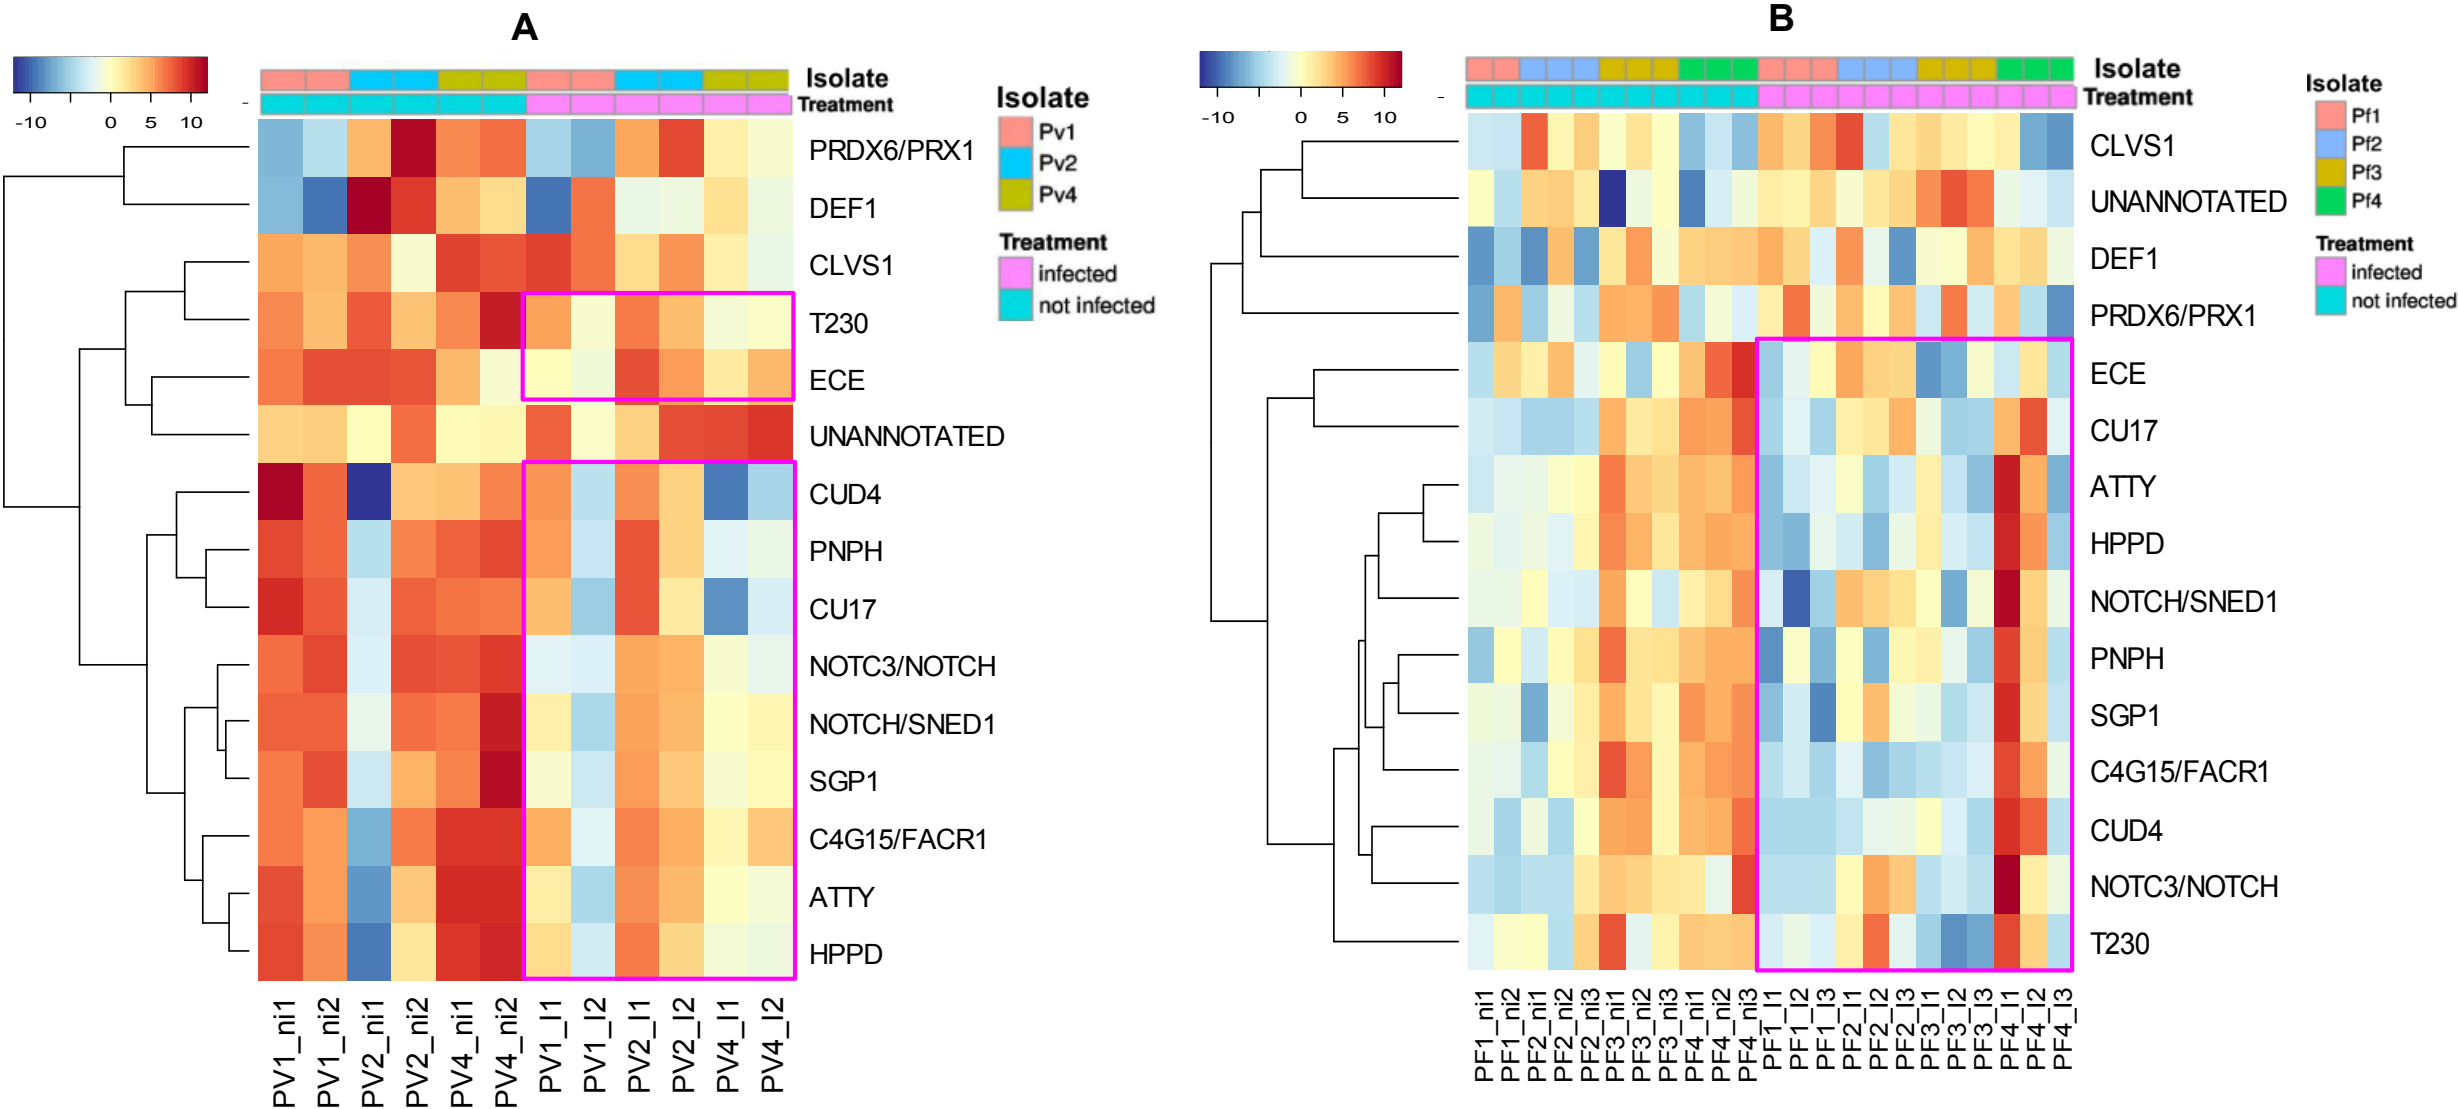 A
-10 0 5 10
-
Isolate
Treatment
Isolate
Pv1
Pv2
Pv4
Treatment
infected
not infected
PRDX6/PRX1
DEF1
CLVS1
T230
ECE
UNANNOTATED
CUD4
PNPH
CU17
NOTC3/NOTCH
NOTCH/SNED1
SGP1
C4G15/FACR1
ATTY
HPPD
PV1_ni1
PV1_ni2
PV2_ni1
PV2_ni2
PV4_ni1
PV4_ni2
PV1_I1
PV1_I2
PV2_I1
PV2_I2
PV4_I1
PV4_I2
B
-10 0 5 10
-
Isolate
Treatment
Isolate
Pf1
Pf2
Pf3
Pf4
Treatment
infected
not infected
CLVS1
UNANNOTATED
DEF1
PRDX6/PRX1
ECE
CU17
ATTY
HPPD
NOTCH/SNED1
PNPH
SGP1
C4G15/FACR1
CUD4
NOTC3/NOTCH
T230
PF1_ni1
PF1_ni2
PF2_ni1
PF2_ni2
PF2_ni3
PF3_ni1
PF3_ni2
PF3_ni3
PF4_ni1
PF4_ni2
PF4_ni3
PF1_I1
PF1_I2
PF1_I3
PF2_I1
PF2_I2
PF2_I3
PF3_I1
PF3_I2
PF3_I3
PF4_I1
PF4_I2
PF4_I3